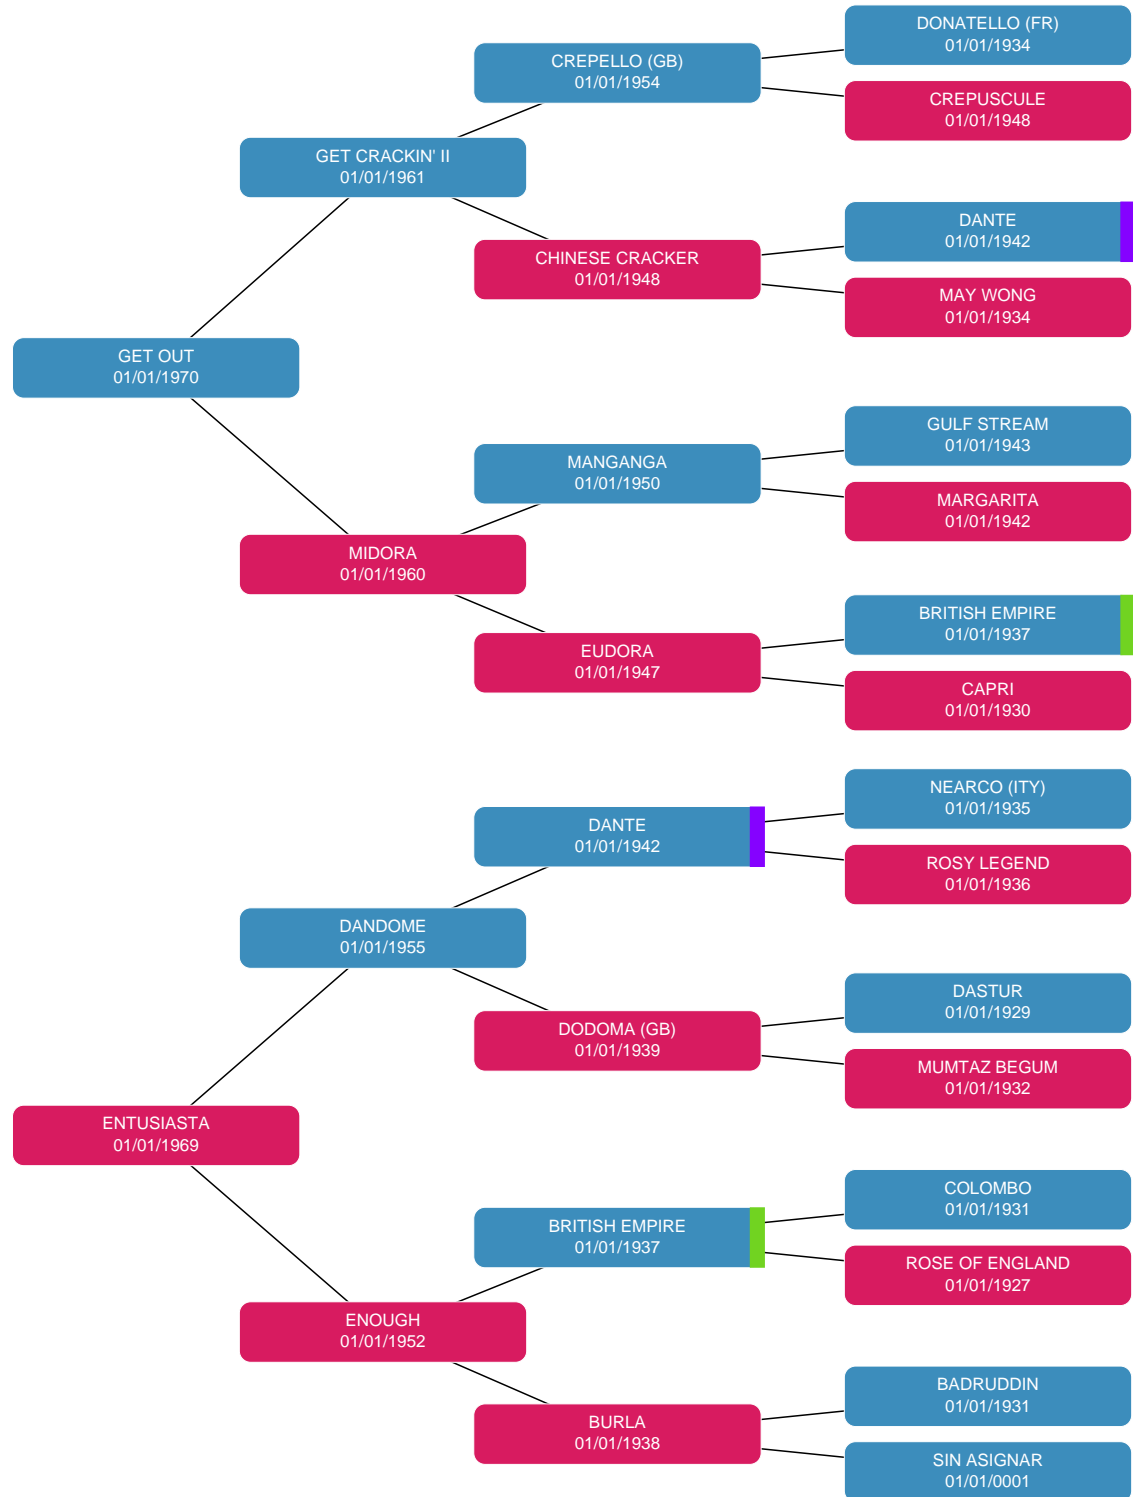 DONATELLO (FR)
01/01/1934
CREPELLO (GB)
01/01/1954
CREPUSCULE
01/01/1948
GET CRACKIN' II
01/01/1961
DANTE
01/01/1942
CHINESE CRACKER
01/01/1948
MAY WONG
01/01/1934
GET OUT
01/01/1970
GULF STREAM
01/01/1943
MANGANGA
01/01/1950
MARGARITA
01/01/1942
MIDORA
01/01/1960
BRITISH EMPIRE
01/01/1937
EUDORA
01/01/1947
CAPRI
01/01/1930
NEARCO (ITY)
01/01/1935
DANTE
01/01/1942
ROSY LEGEND
01/01/1936
DANDOME
01/01/1955
DASTUR
01/01/1929
DODOMA (GB)
01/01/1939
MUMTAZ BEGUM
01/01/1932
ENTUSIASTA
01/01/1969
COLOMBO
01/01/1931
BRITISH EMPIRE
01/01/1937
ROSE OF ENGLAND
01/01/1927
ENOUGH
01/01/1952
BADRUDDIN
01/01/1931
BURLA
01/01/1938
SIN ASIGNAR
01/01/0001